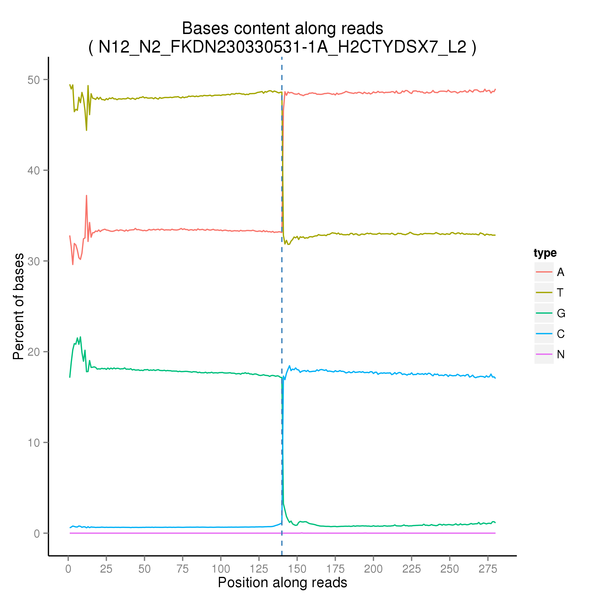 Bases content along reads
( N12_N2_FKDN230330531-1A_H2CTYDSX7_L2 )
Percent of bases
50
40
30
20
10
0
0 25 50 75 100 125 150 175 200 225 250 275
Position along reads
type
A
T
G
C
N